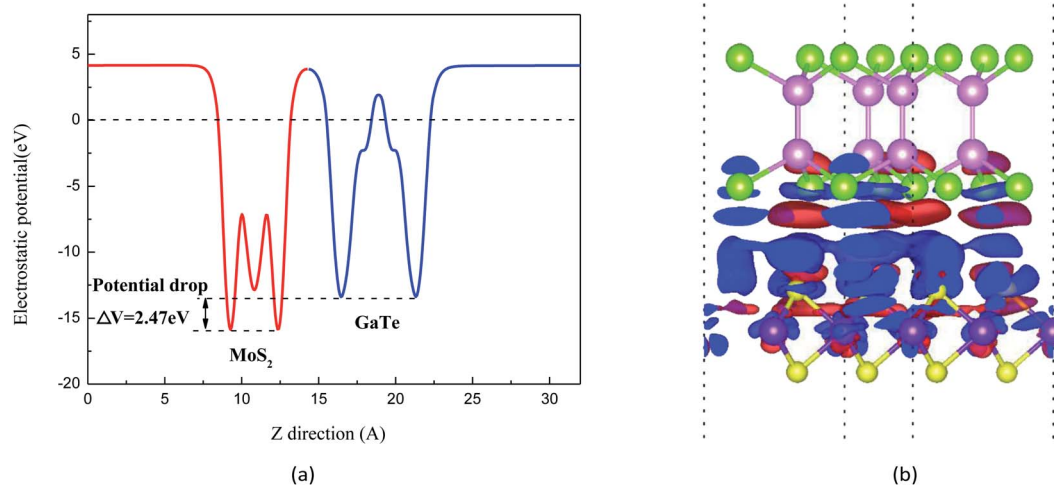 5
0
-5
-10
-15
-20
Electrostatic potential(eV)
Potential drop
△V=2.47eV
MoS₂
GaTe
0 5 10 15 20 25 30
Z direction (A)
(a)
(b)